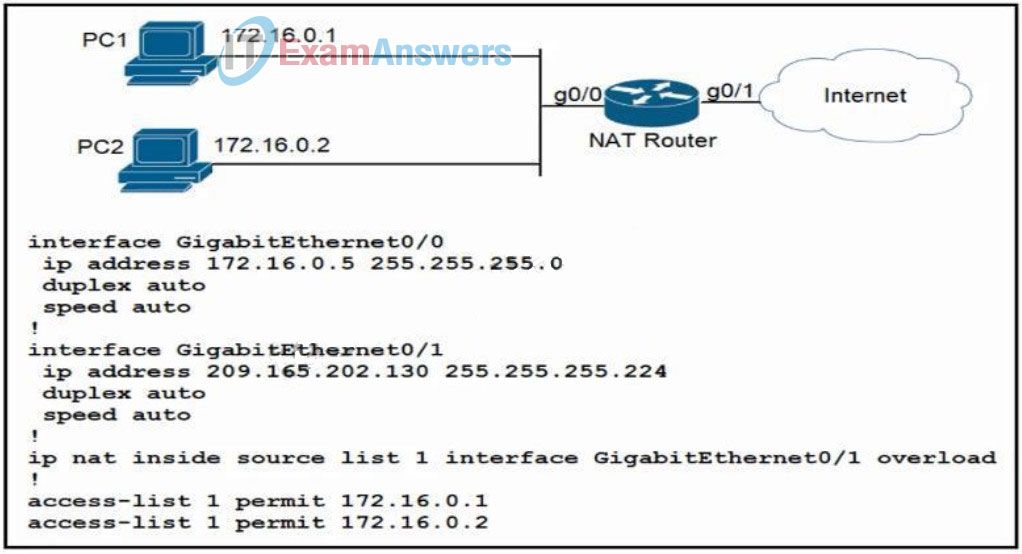 PC1
172.16.0.1
ITExamAnswers
g0/0
g0/1
Internet
NAT Router
PC2
172.16.0.2
interface GigabitEthernet0/0
ip address 172.16.0.5 255.255.255.0
duplex auto
speed auto
!
interface GigabitEthernet0/1
ip address 209.165.202.130 255.255.255.224
duplex auto
speed auto
!
ip nat inside source list 1 interface GigabitEthernet0/1 overload
!
access-list 1 permit 172.16.0.1
access-list 1 permit 172.16.0.2